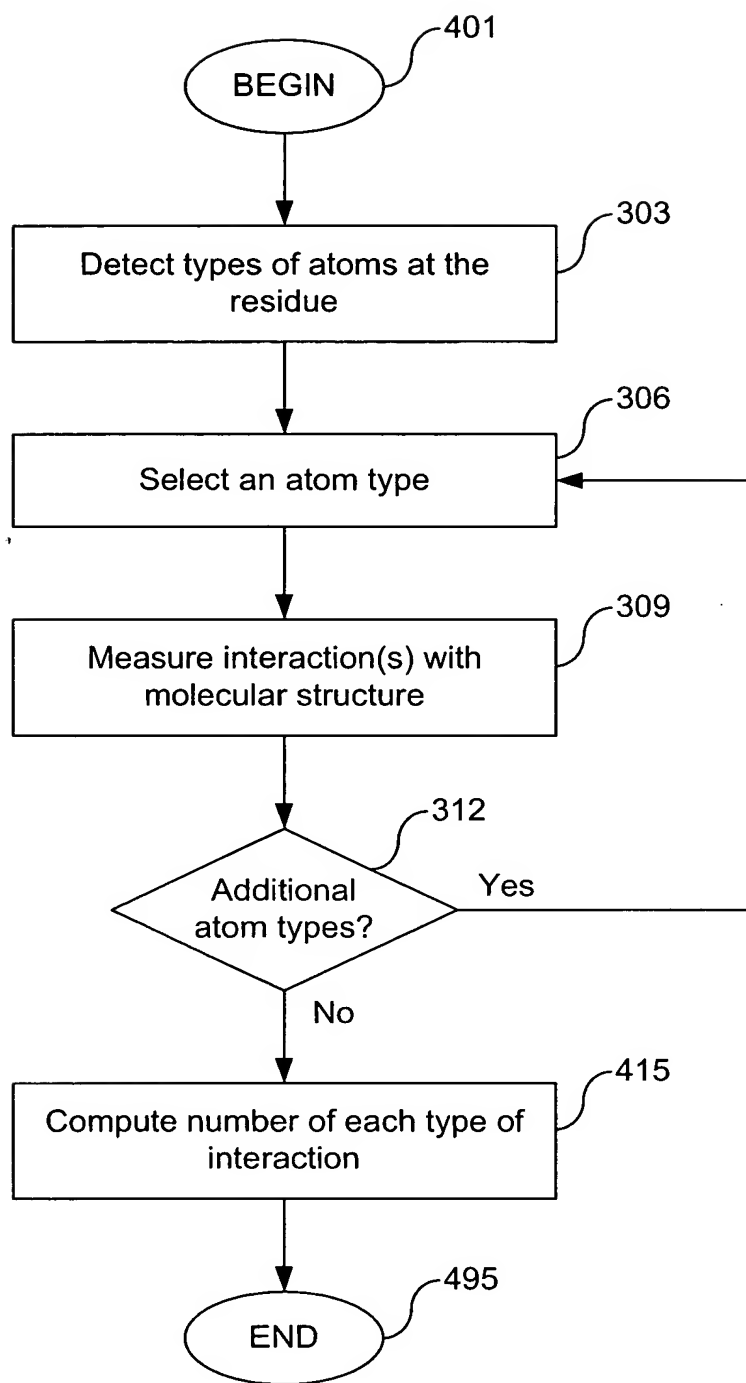 401
BEGIN
303
Detect types of atoms at the
residue
306
Select an atom type
309
Measure interaction(s) with
molecular structure
312
Additional
atom types?
Yes
No
415
Compute number of each type of
interaction
495
END